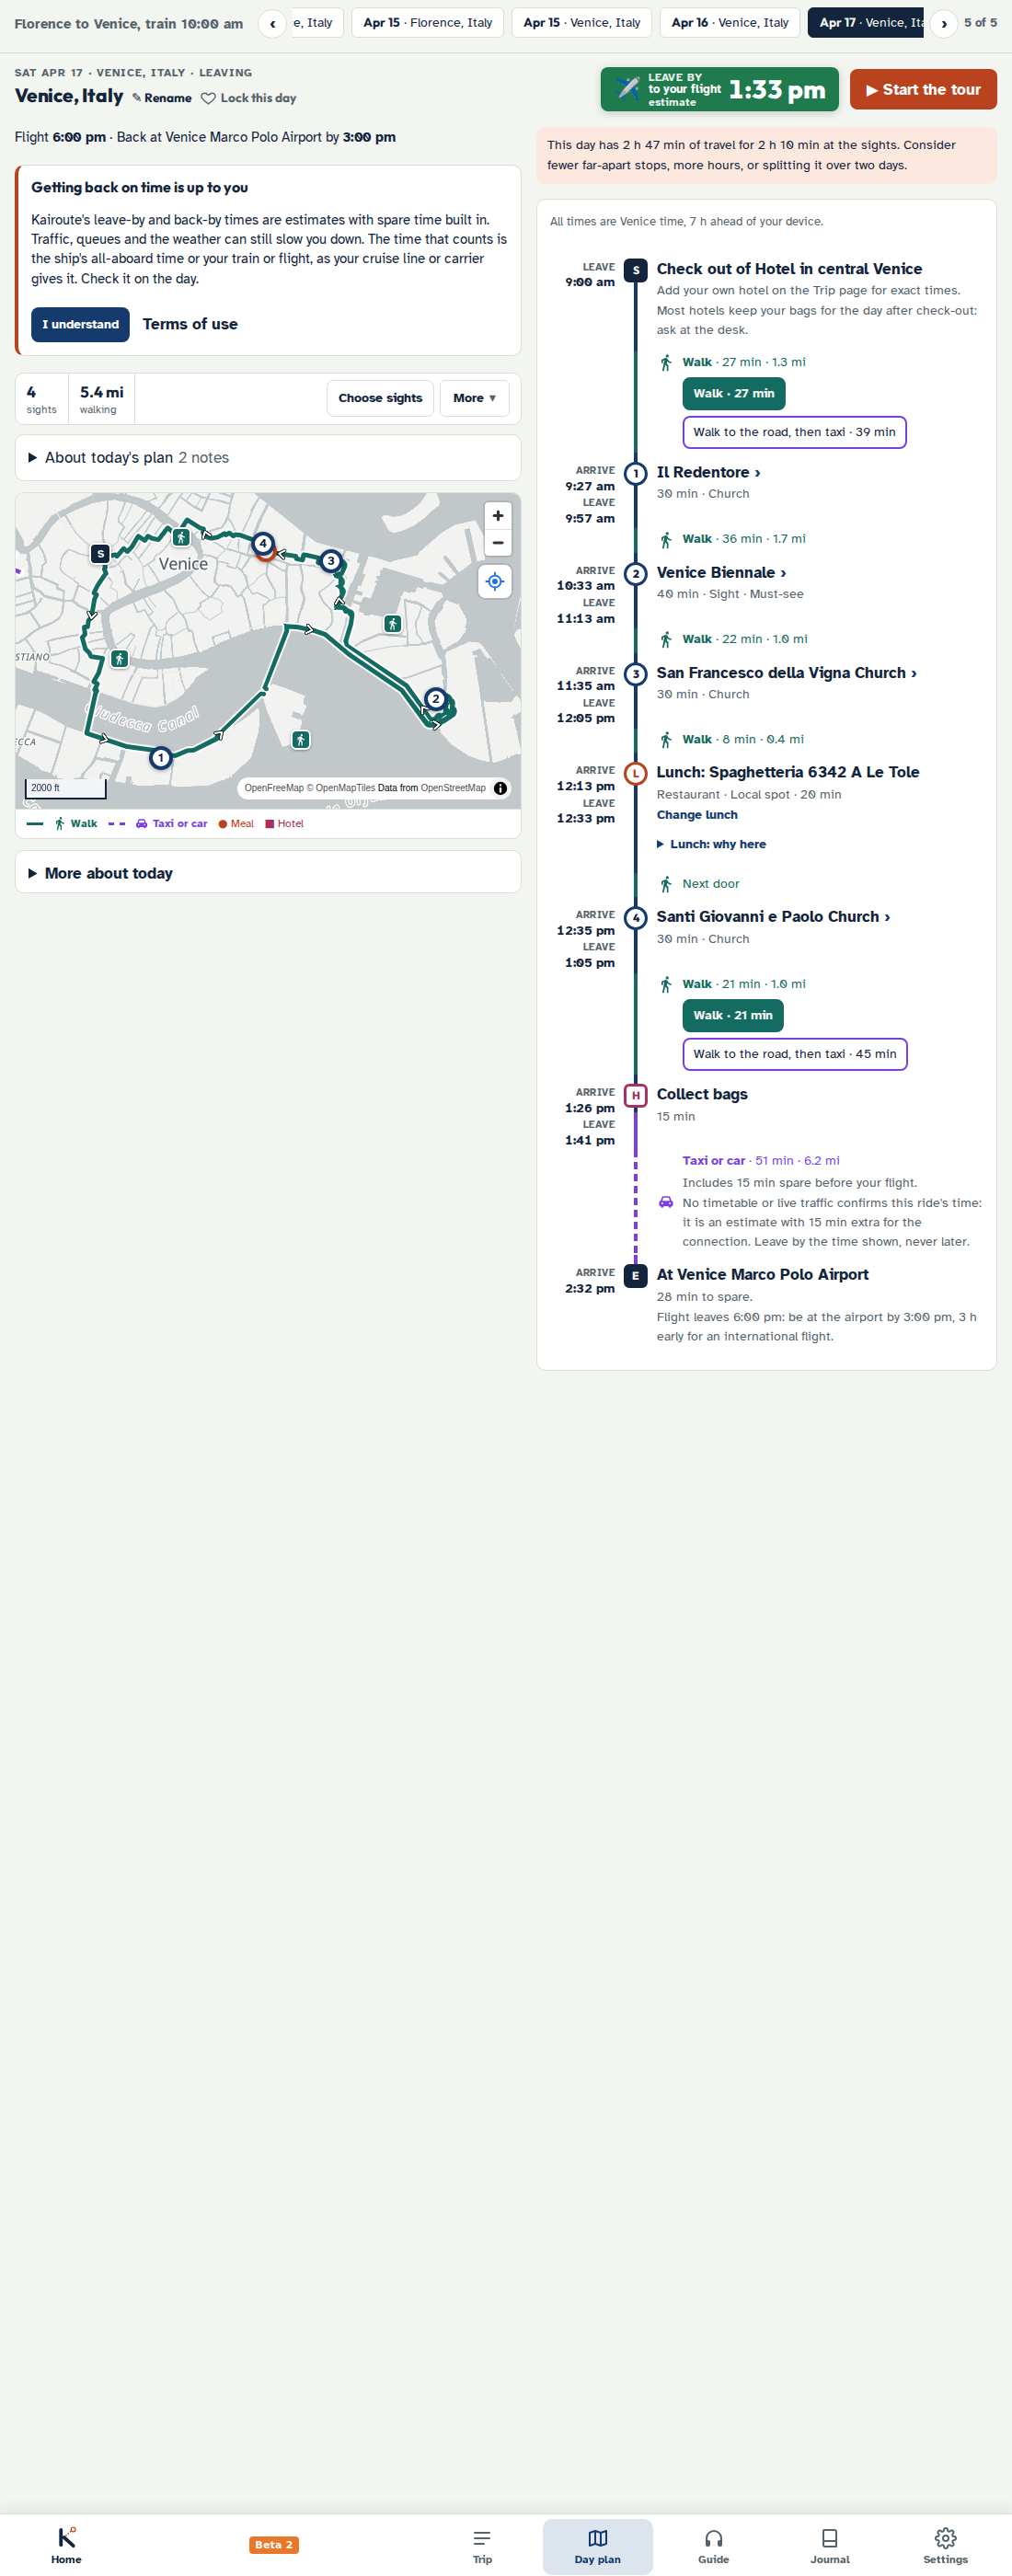 Florence to Venice, train 10:00 am
‹
e, Italy
Apr 15 · Florence, Italy
Apr 15 · Venice, Italy
Apr 16 · Venice, Italy
Apr 17 · Venice, Ita
›
5 of 5
SAT APR 17 · VENICE, ITALY · LEAVING
Venice, Italy ✎ Rename Lock this day
LEAVE BY
to your flight
estimate
1:33 pm
▶ Start the tour
Flight 6:00 pm · Back at Venice Marco Polo Airport by 3:00 pm
Getting back on time is up to you
Kairoute's leave-by and back-by times are estimates with spare time built in.
Traffic, queues and the weather can still slow you down. The time that counts is
the ship's all-aboard time or your train or flight, as your cruise line or carrier
gives it. Check it on the day.
I understand
Terms of use
4
sights
5.4 mi
walking
Choose sights
More ▾
▶ About today's plan 2 notes
S
Venice
4
3
2
1
STIANO
ECCA
Giudecca Canal
+
−
2000 ft
OpenFreeMap © OpenMapTiles Data from OpenStreetMap
Walk
Taxi or car
Meal
Hotel
▶ More about today
This day has 2 h 47 min of travel for 2 h 10 min at the sights. Consider
fewer far-apart stops, more hours, or splitting it over two days.
All times are Venice time, 7 h ahead of your device.
LEAVE
9:00 am
S
Check out of Hotel in central Venice
Add your own hotel on the Trip page for exact times.
Most hotels keep your bags for the day after check-out:
ask at the desk.
Walk · 27 min · 1.3 mi
Walk · 27 min
Walk to the road, then taxi · 39 min
ARRIVE
9:27 am
LEAVE
9:57 am
1
Il Redentore ›
30 min · Church
Walk · 36 min · 1.7 mi
ARRIVE
10:33 am
LEAVE
11:13 am
2
Venice Biennale ›
40 min · Sight · Must-see
Walk · 22 min · 1.0 mi
ARRIVE
11:35 am
LEAVE
12:05 pm
3
San Francesco della Vigna Church ›
30 min · Church
Walk · 8 min · 0.4 mi
ARRIVE
12:13 pm
LEAVE
12:33 pm
L
Lunch: Spaghetteria 6342 A Le Tole
Restaurant · Local spot · 20 min
Change lunch
▶ Lunch: why here
Next door
ARRIVE
12:35 pm
LEAVE
1:05 pm
4
Santi Giovanni e Paolo Church ›
30 min · Church
Walk · 21 min · 1.0 mi
Walk · 21 min
Walk to the road, then taxi · 45 min
ARRIVE
1:26 pm
LEAVE
1:41 pm
H
Collect bags
15 min
Taxi or car · 51 min · 6.2 mi
Includes 15 min spare before your flight.
No timetable or live traffic confirms this ride's time:
it is an estimate with 15 min extra for the
connection. Leave by the time shown, never later.
ARRIVE
2:32 pm
E
At Venice Marco Polo Airport
28 min to spare.
Flight leaves 6:00 pm: be at the airport by 3:00 pm, 3 h
early for an international flight.
Home
Beta 2
Trip
Day plan
Guide
Journal
Settings